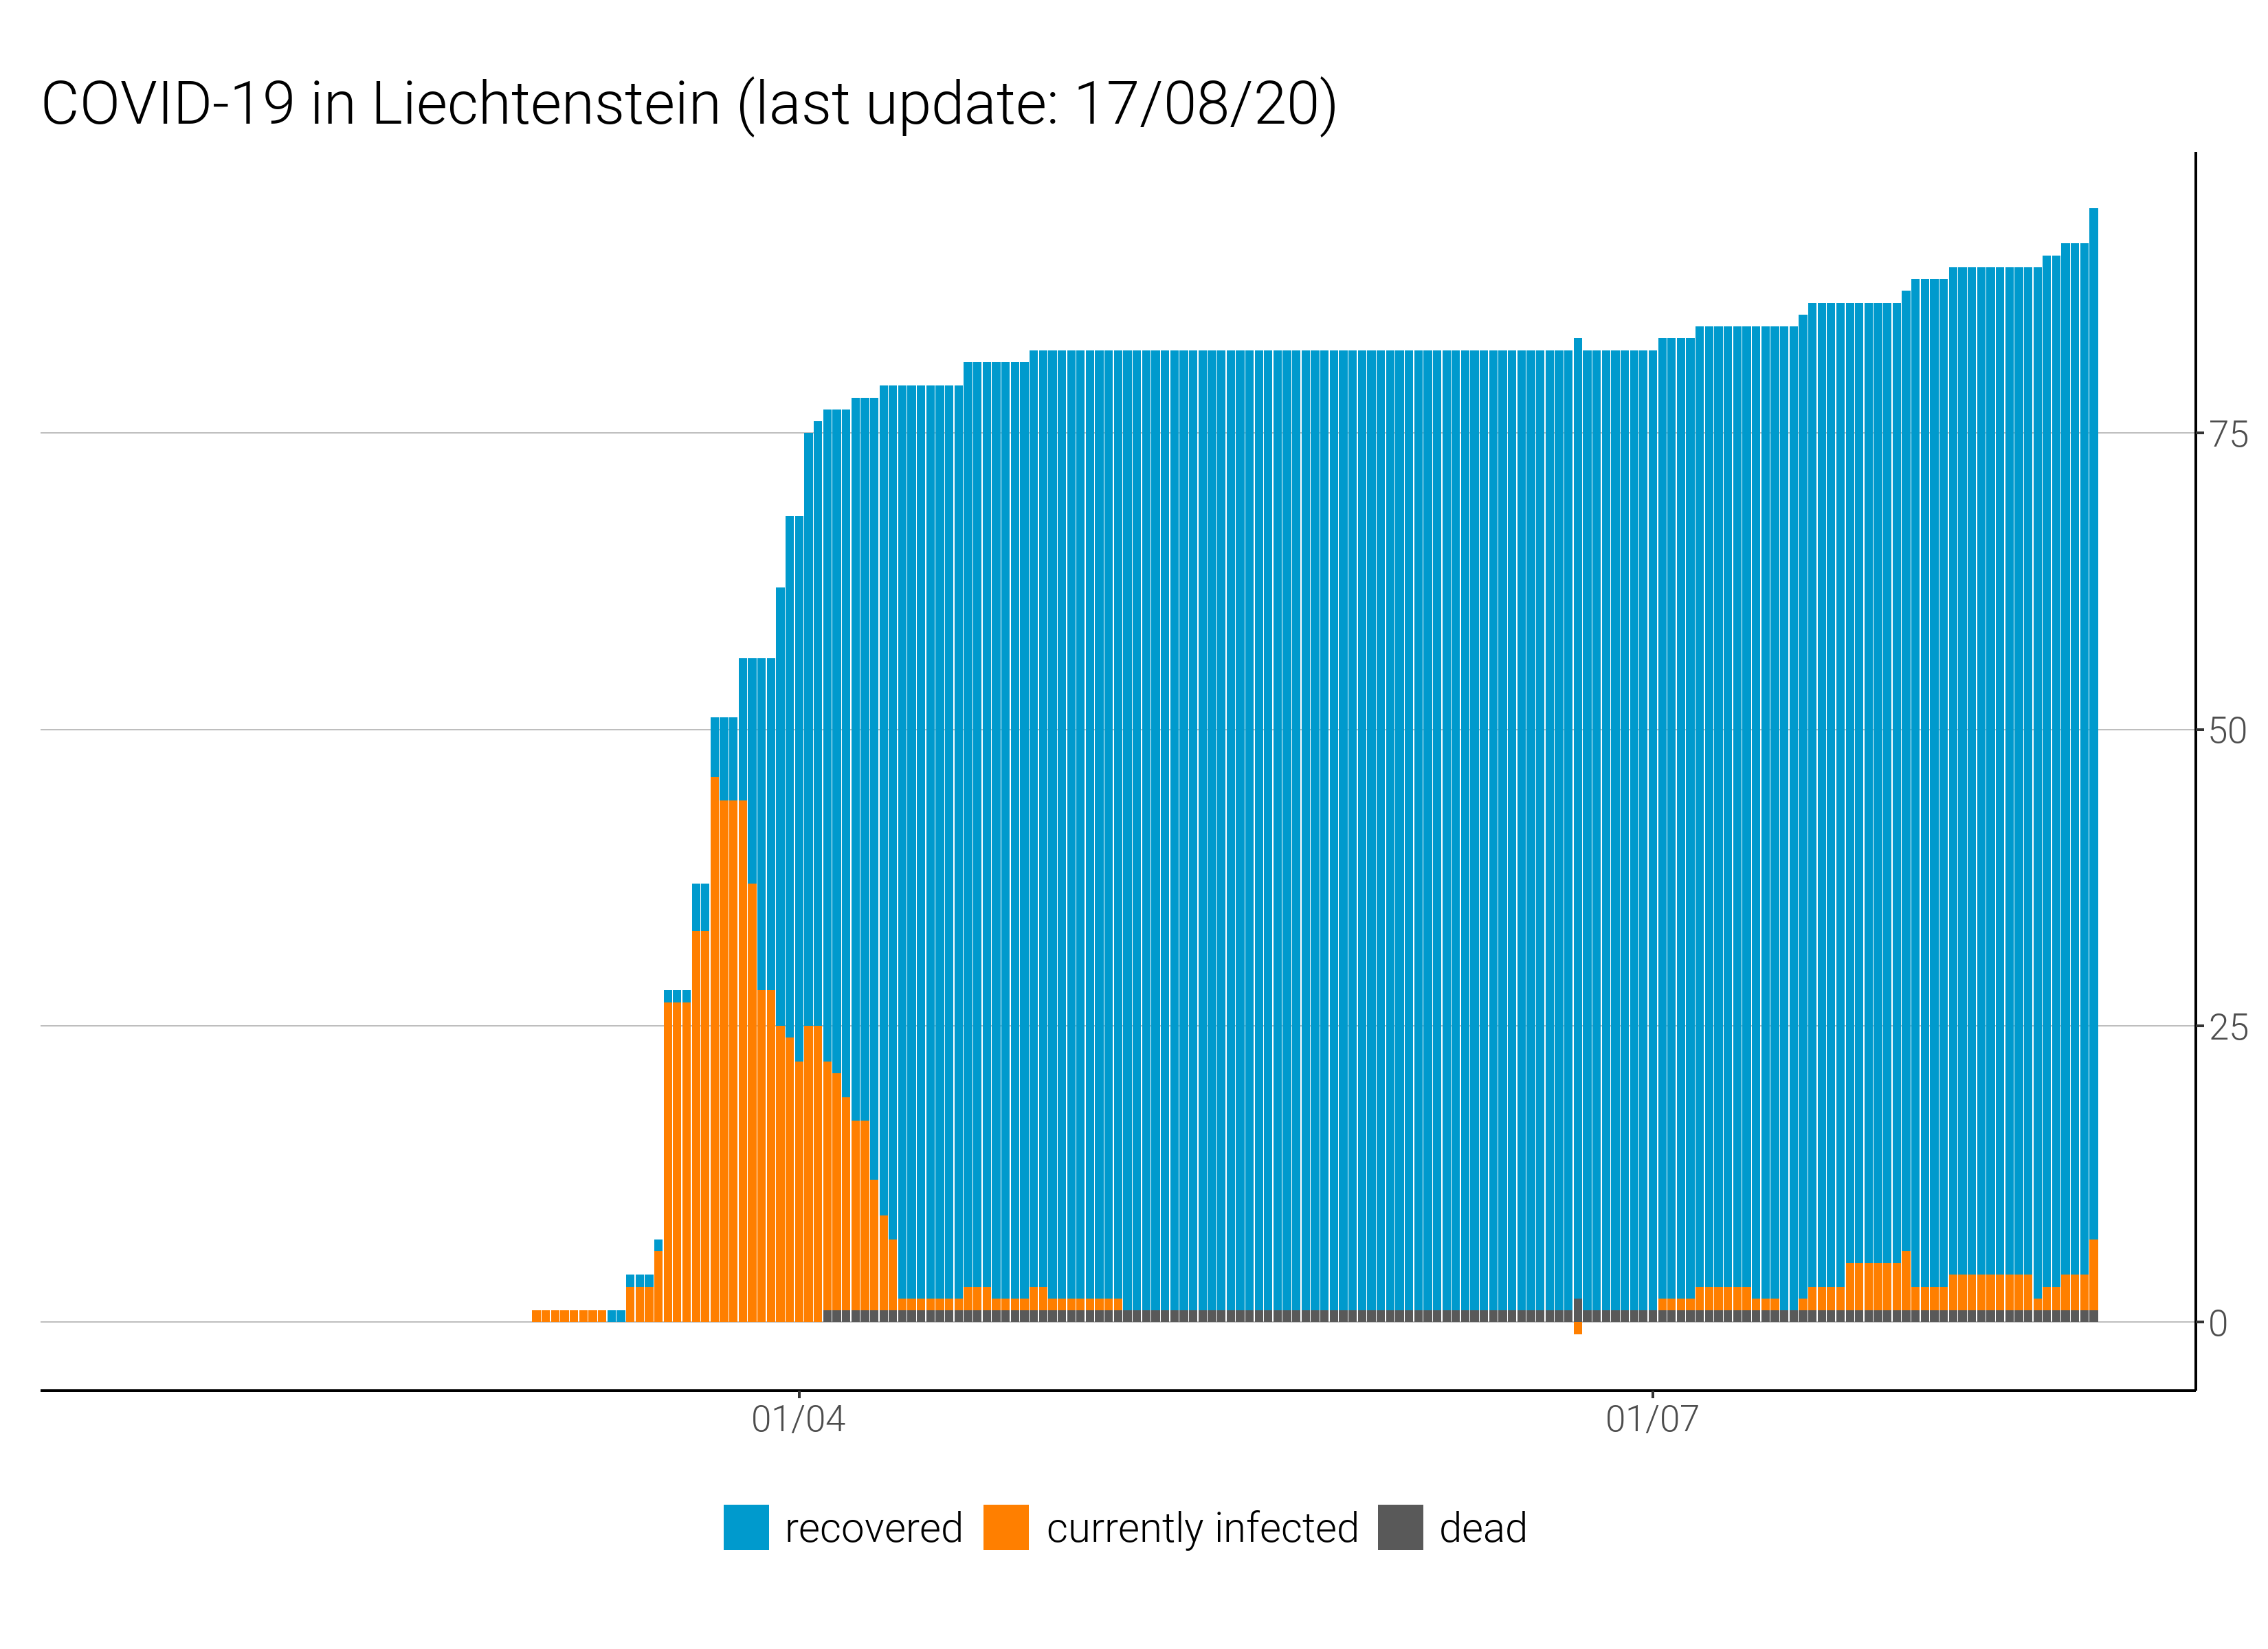 COVID-19 in Liechtenstein (last update: 17/08/20)
75
50
25
0
01/04 01/07
recovered currently infected dead